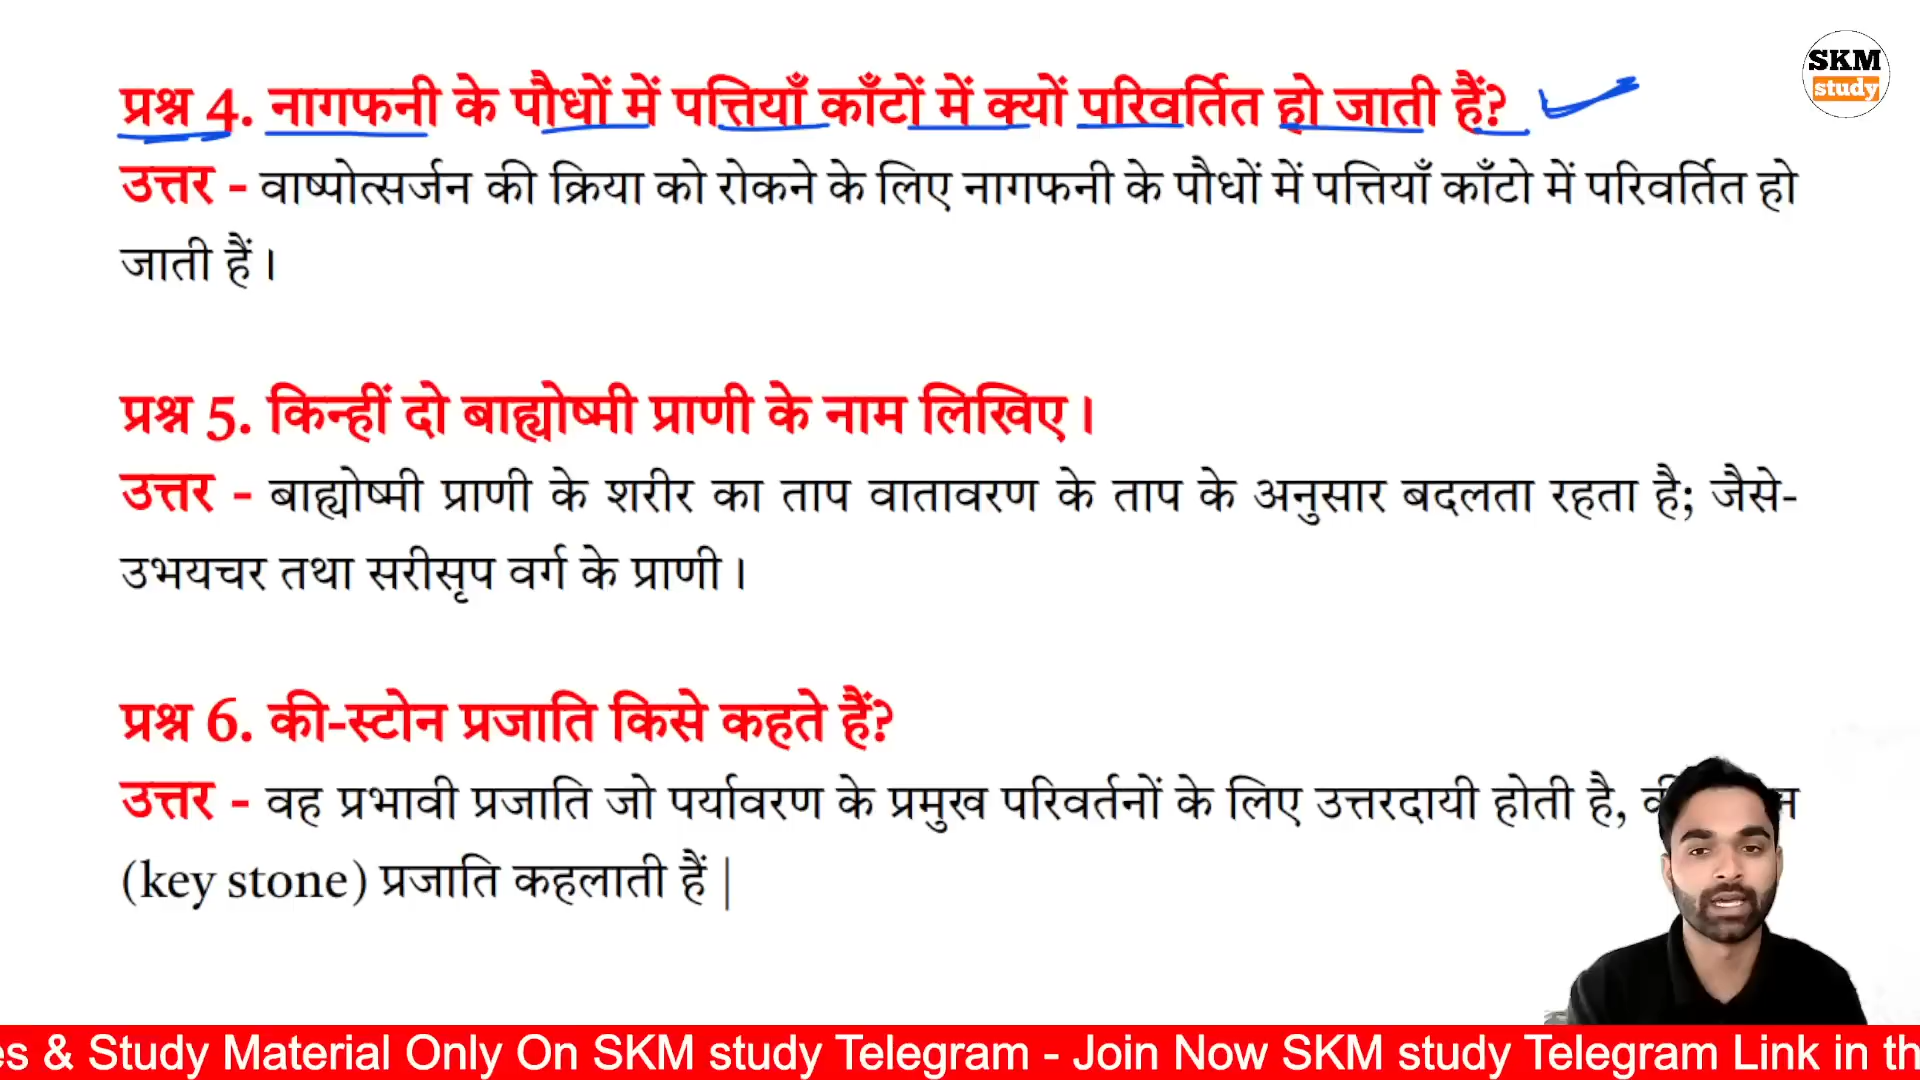 SKM
study
प्रश्न 4. नागफनी के पौधों में पत्तियाँ काँटों में क्यों परिवर्तित हो जाती हैं?
उत्तर - वाष्पोत्सर्जन की क्रिया को रोकने के लिए नागफनी के पौधों में पत्तियाँ काँटो में परिवर्तित हो
जाती हैं।
प्रश्न 5. किन्हीं दो बाह्योष्मी प्राणी के नाम लिखिए।
उत्तर - बाह्योष्मी प्राणी के शरीर का ताप वातावरण के ताप के अनुसार बदलता रहता है; जैसे-
उभयचर तथा सरीसृप वर्ग के प्राणी।
प्रश्न 6. की-स्टोन प्रजाति किसे कहते हैं?
उत्तर - वह प्रभावी प्रजाति जो पर्यावरण के प्रमुख परिवर्तनों के लिए उत्तरदायी होती है,
(key stone) प्रजाति कहलाती हैं |
es & Study Material Only On SKM study Telegram - Join Now SKM study Telegram Link in th